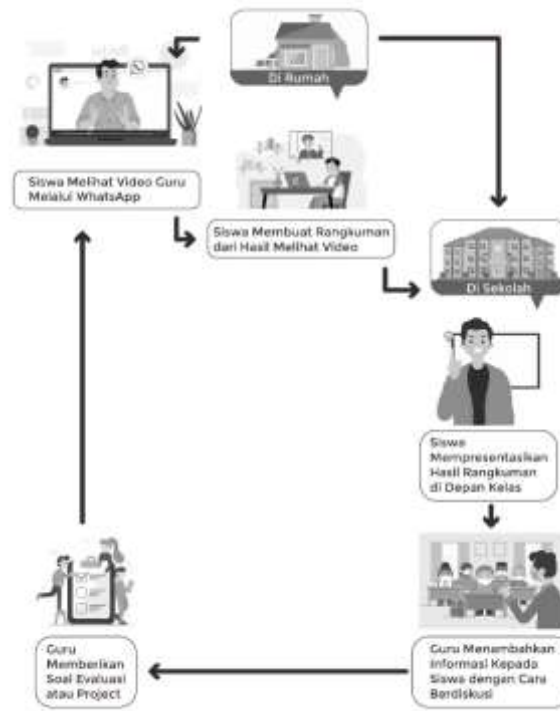 Di Rumah
Siswa Melihat Video Guru
Melalui WhatsApp
Siswa Membuat Rangkuman
dari Hasil Melihat Video
Di Sekolah
Siswa
Mempresentasikan
Hasil Rangkuman
di Depan Kelas
Guru Menambahkan
Informasi Kepada
Siswa dengan Cara
Berdiskusi
Guru
Memberikan
Soal Evaluasi
atau Project